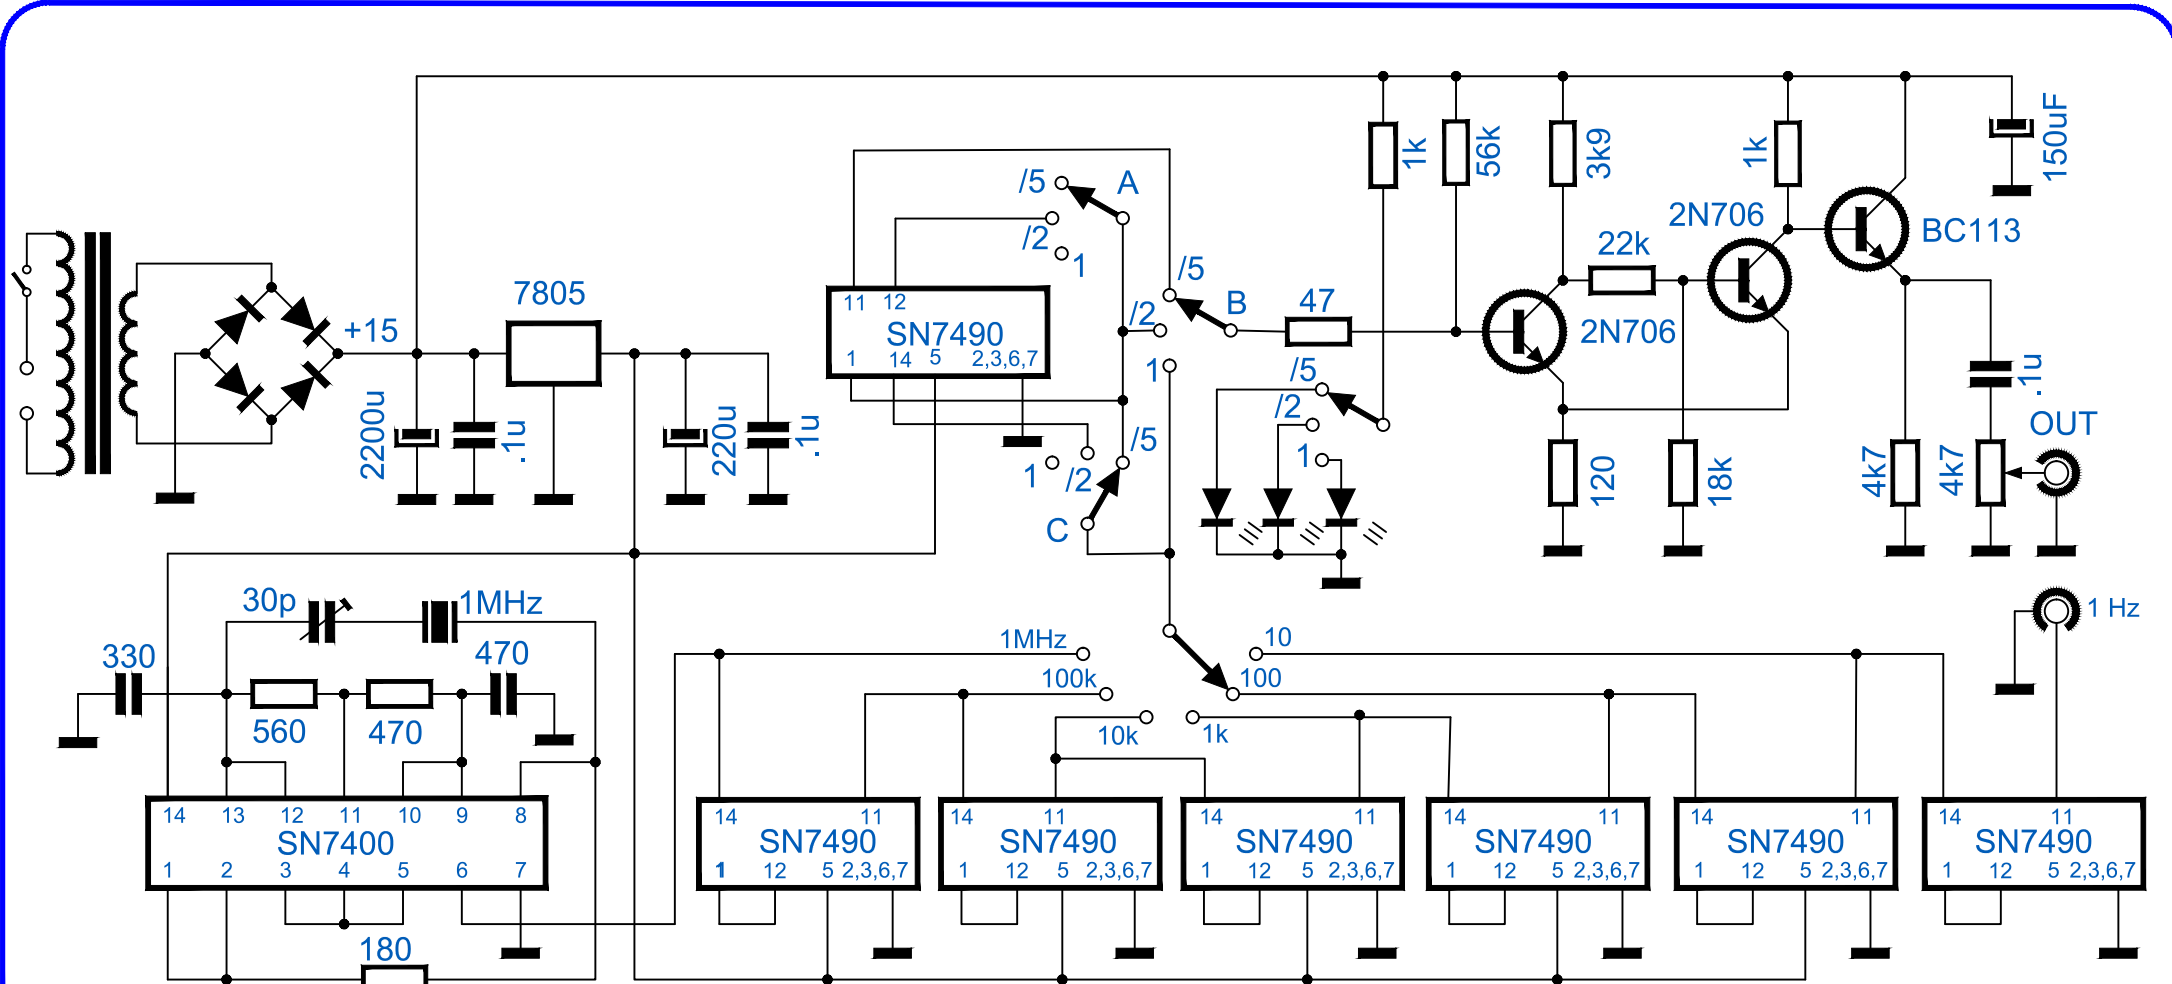 150uF
1k
56k
3k9
1k
/5
A
2N706
BC113
/2
22k
1
/5
7805
/2
B
47
+15
11 12
SN7490
1 14 5 2,3,6,7
2N706
1
/5
/2
.1u
OUT
2200u
.1u
220u
.1u
/5
1
/2
1
120
18k
4k7
4k7
C
30p
1MHz
1 Hz
330
470
1MHz
10
100k
100
560
470
10k
1k
14 13 12 11 10 9 8
SN7400
1 2 3 4 5 6 7
14 11
SN7490
1 12 5 2,3,6,7
14 11
SN7490
1 12 5 2,3,6,7
14 11
SN7490
1 12 5 2,3,6,7
14 11
SN7490
1 12 5 2,3,6,7
14 11
SN7490
1 12 5 2,3,6,7
14 11
SN7490
1 12 5 2,3,6,7
180